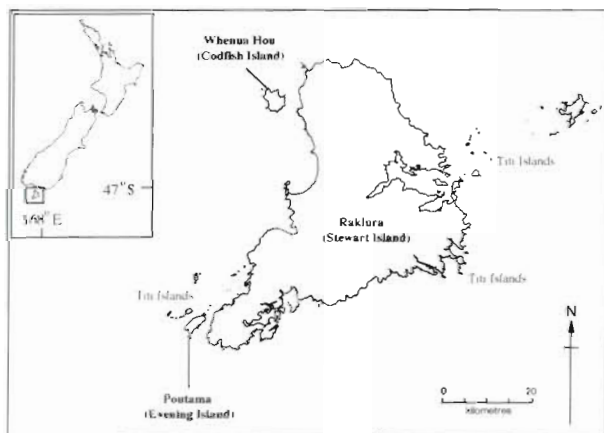 Whenua Hou
(Codfish Island)
Titi Islands
47°S
168°E
Rakiura
(Stewart Island)
Titi Islands
Titi Islands
N
Poutama
(Evening Island)
0
20
kilometres